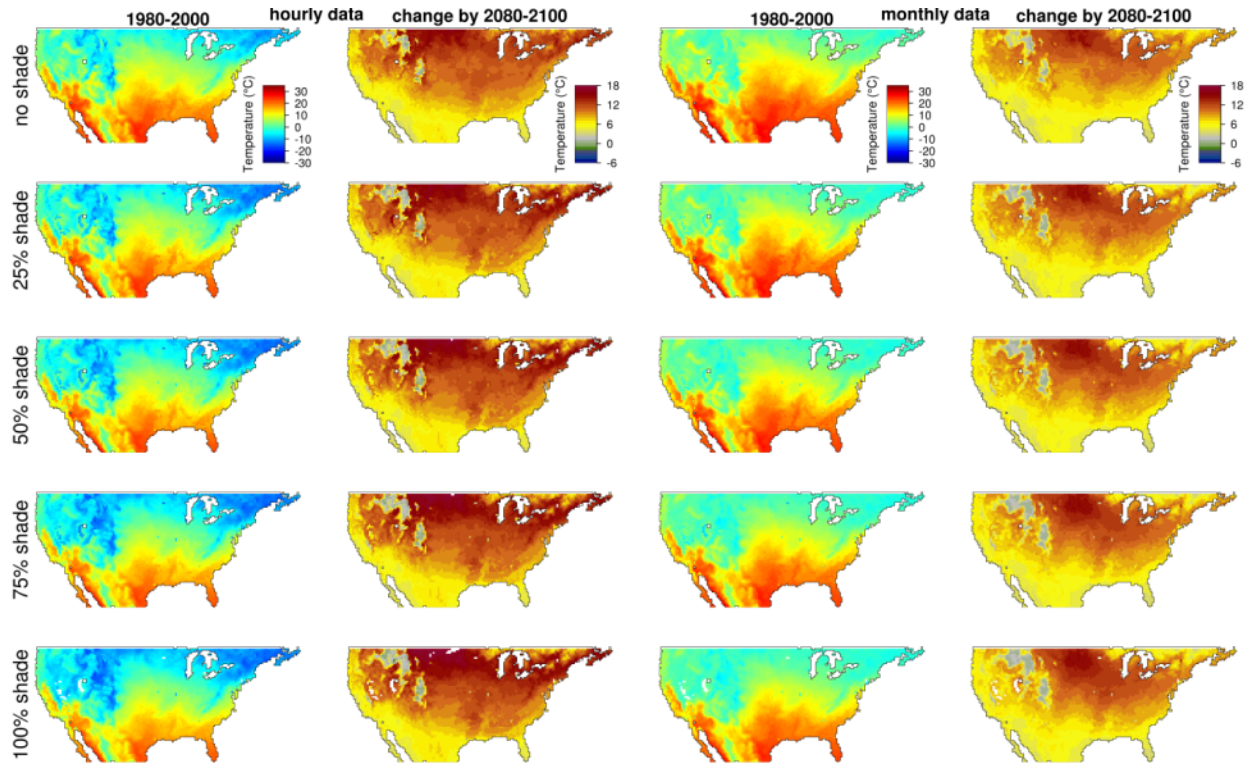 1980-2000 hourly data change by 2080-2100 1980-2000 monthly data change by 2080-2100
no shade
Temperature (°C)
30
20
10
0
-10
-20
-30
Temperature (°C)
18
12
6
0
-6
Temperature (°C)
30
20
10
0
-10
-20
-30
Temperature (°C)
18
12
6
0
-6
25% shade
50% shade
75% shade
100% shade